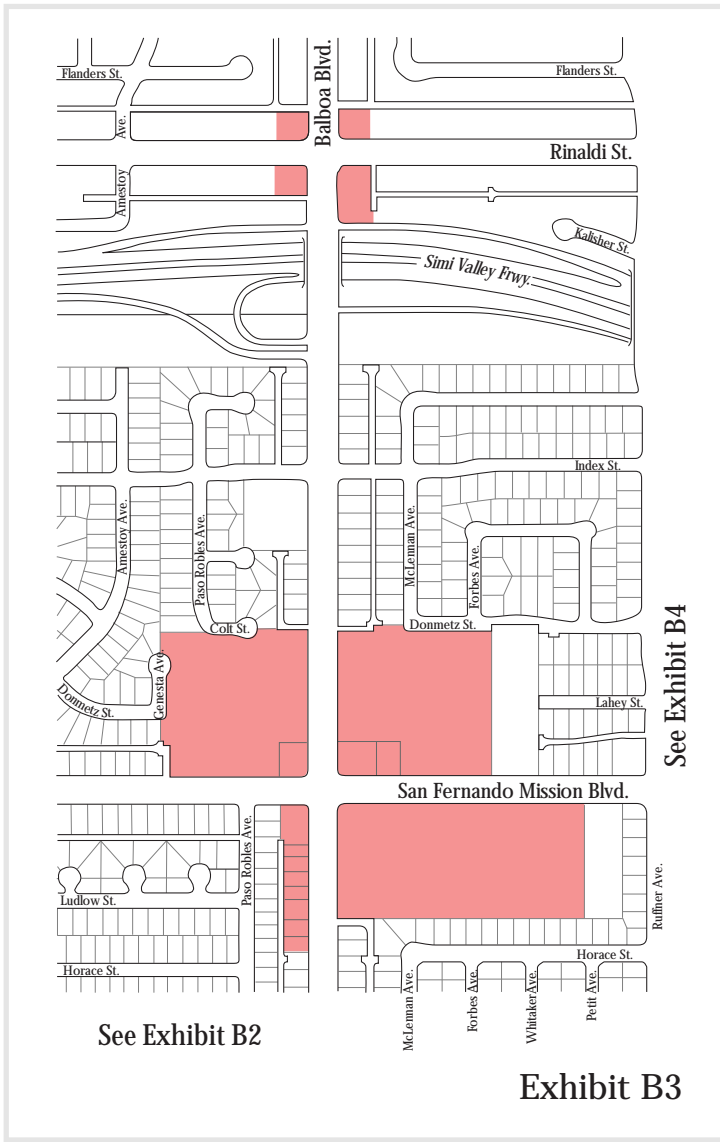 Flanders St.
Balboa Blvd.
Flanders St.
Ave.
Rinaldi St.
Amestoy
Kalisher St.
Simi Valley Frwy.
Index St.
Amestoy Ave.
Paso Robles Ave.
McLennan Ave.
Forbes Ave.
Colt St.
Donmetz St.
See Exhibit B4
Genesta Ave.
Donmetz St.
Lahey St.
San Fernando Mission Blvd.
Paso Robles Ave.
Ruffner Ave.
Ludlow St.
Horace St.
Horace St.
McLennan Ave.
Forbes Ave.
Whitaker Ave.
Petit Ave.
See Exhibit B2
Exhibit B3